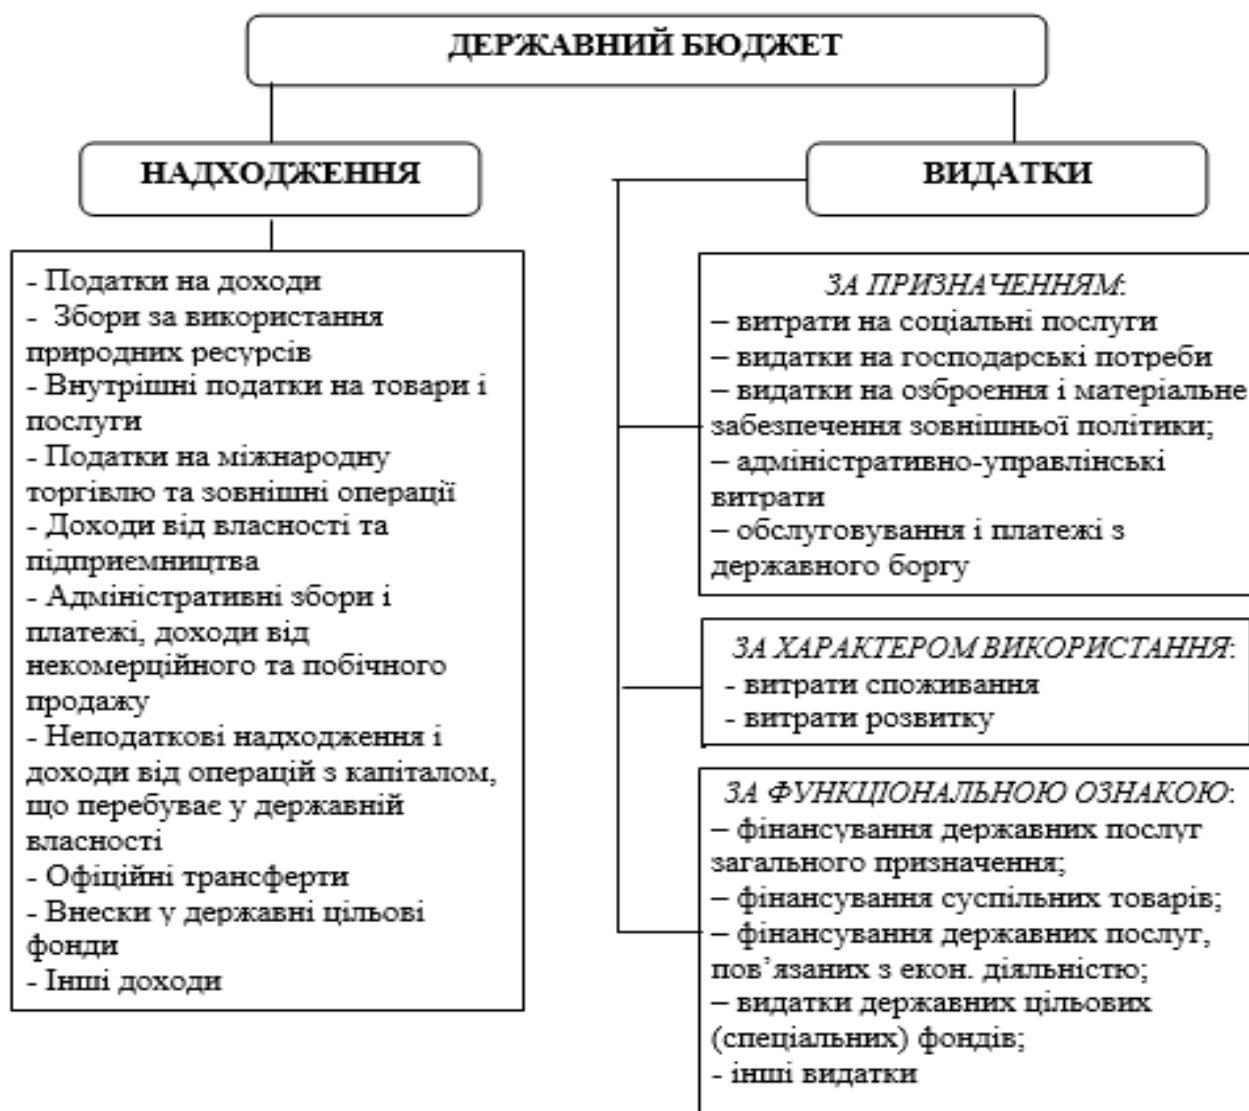 ДЕРЖАВНИЙ БЮДЖЕТ
НАДХОДЖЕННЯ
- Податки на доходи
- Збори за використання
природних ресурсів
- Внутрішні податки на товари і
послуги
- Податки на міжнародну
торгівлю та зовнішні операції
- Доходи від власності та
підприємництва
- Адміністративні збори і
платежі, доходи від
некомерційного та побічного
продажу
- Неподаткові надходження і
доходи від операцій з капіталом,
що перебуває у державній
власності
- Офіційні трансферти
- Внески у державні цільові
фонди
- Інші доходи
ВИДАТКИ
ЗА ПРИЗНАЧЕННЯМ:
– витрати на соціальні послуги
– видатки на господарські потреби
– видатки на озброєння і матеріальне
забезпечення зовнішньої політики;
– адміністративно-управлінські
витрати
– обслуговування і платежі з
державного боргу
ЗА ХАРАКТЕРОМ ВИКОРИСТАННЯ:
- витрати споживання
- витрати розвитку
ЗА ФУНКЦІОНАЛЬНОЮ ОЗНАКОЮ:
– фінансування державних послуг
загального призначення;
– фінансування суспільних товарів;
– фінансування державних послуг,
пов’язаних з екон. діяльністю;
– видатки державних цільових
(спеціальних) фондів;
- інші видатки